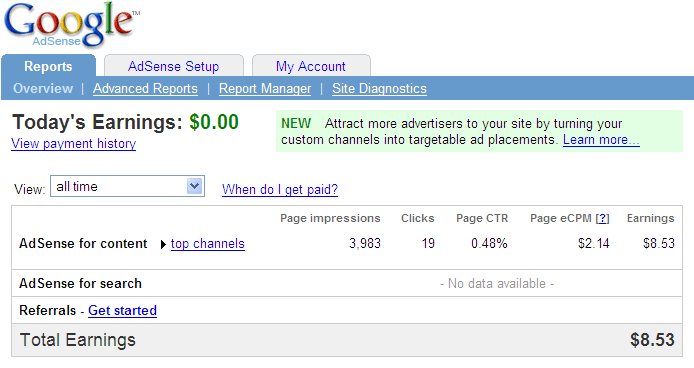 Google™
AdSense
Reports AdSense Setup My Account
Overview | Advanced Reports | Report Manager | Site Diagnostics
Today's Earnings: $0.00
View payment history
NEW Attract more advertisers to your site by turning your
custom channels into targetable ad placements. Learn more...
View: all time When do I get paid?
Page impressions Clicks Page CTR Page eCPM [?] Earnings
AdSense for content top channels 3,983 19 0.48% $2.14 $8.53
AdSense for search - No data available -
Referrals - Get started
Total Earnings $8.53